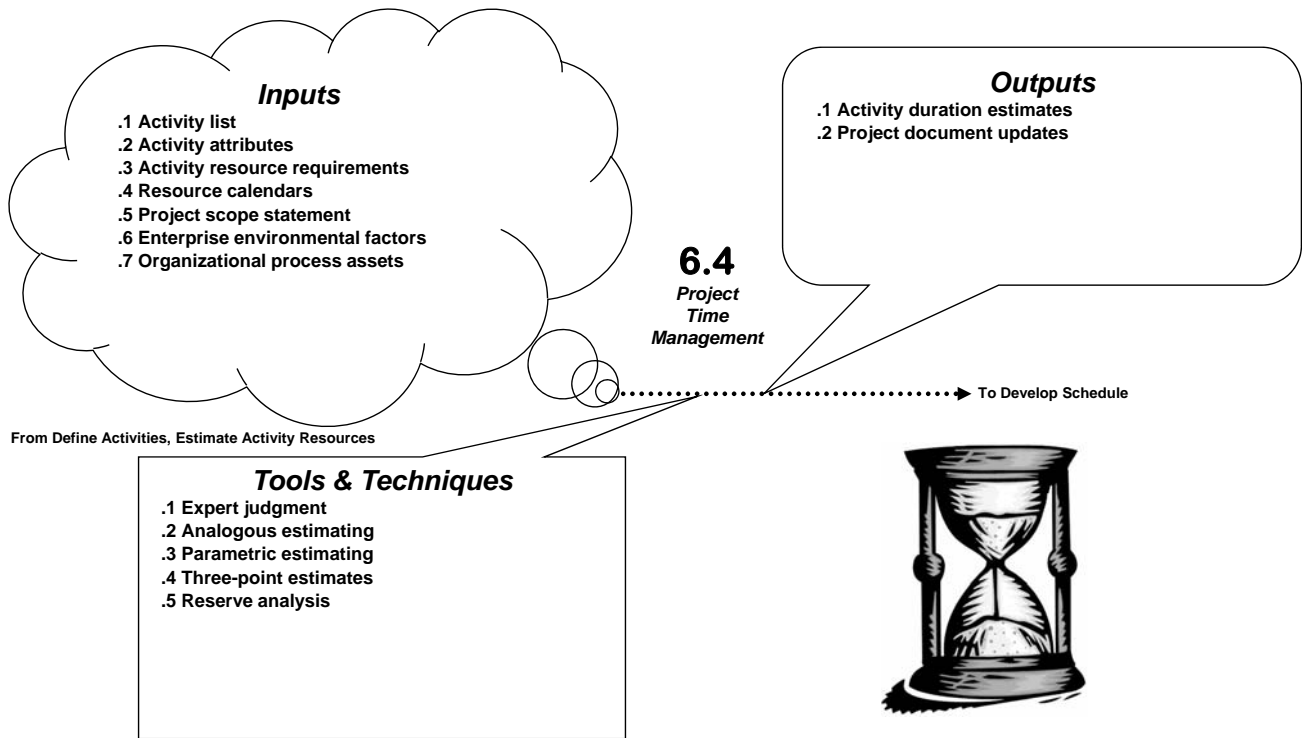 Inputs
.1 Activity list
.2 Activity attributes
.3 Activity resource requirements
.4 Resource calendars
.5 Project scope statement
.6 Enterprise environmental factors
.7 Organizational process assets
Outputs
.1 Activity duration estimates
.2 Project document updates
6.4
Project
Time
Management
To Develop Schedule
From Define Activities, Estimate Activity Resources
Tools & Techniques
.1 Expert judgment
.2 Analogous estimating
.3 Parametric estimating
.4 Three-point estimates
.5 Reserve analysis